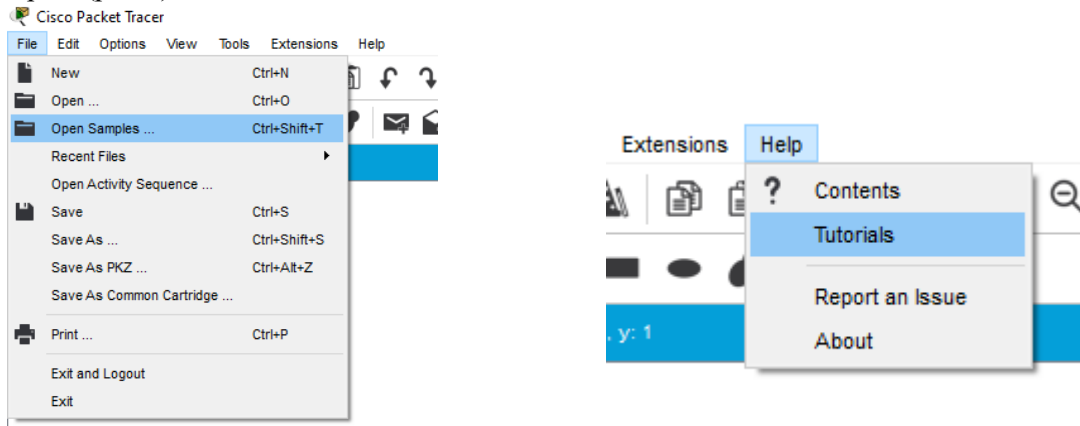 Cisco Packet Tracer
File Edit Options View Tools Extensions Help
New Ctrl+N
Open ... Ctrl+O
Open Samples ... Ctrl+Shift+T
Recent Files
Open Activity Sequence ...
Save Ctrl+S
Save As ... Ctrl+Shift+S
Save As PKZ ... Ctrl+Alt+Z
Save As Common Cartridge ...
Print ... Ctrl+P
Exit and Logout
Exit
Extensions Help
? Contents
Tutorials
Report an Issue
About
, y: 1